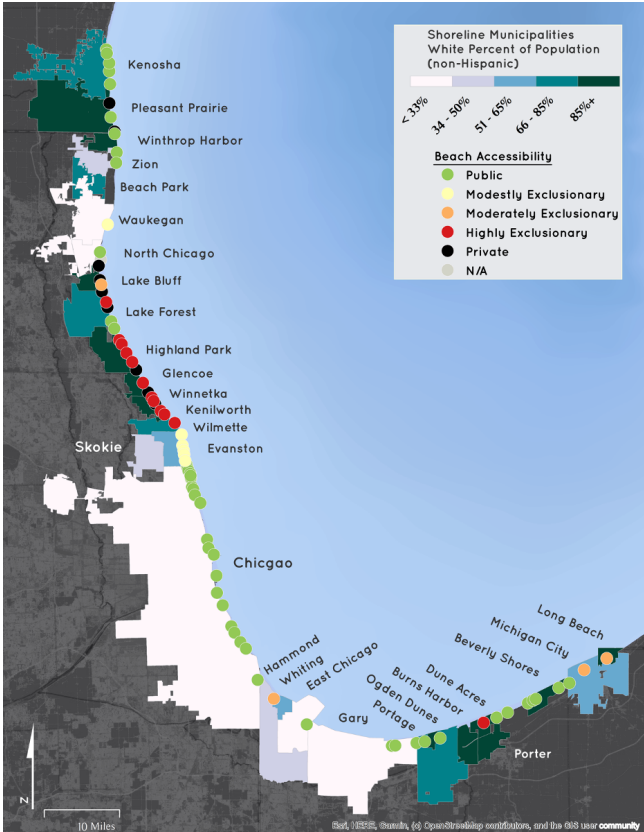 Shoreline Municipalities
White Percent of Population
(non-Hispanic)
< 33%
34 - 50%
51 - 65%
66 - 85%
85%+
Beach Accessibility
Public
Modestly Exclusionary
Moderately Exclusionary
Highly Exclusionary
Private
N/A
Kenosha
Pleasant Prairie
Winthrop Harbor
Zion
Beach Park
Waukegan
North Chicago
Lake Bluff
Lake Forest
Highland Park
Glencoe
Winnetka
Kenilworth
Wilmette
Skokie
Evanston
Chicgao
Hammond
Whiting
East Chicago
Gary
Portage
Ogden Dunes
Burns Harbor
Dune Acres
Beverly Shores
Michigan City
Long Beach
Porter
N
10 Miles
Esri, HERE, Garmin, (c) OpenStreetMap contributors, and the GIS user community